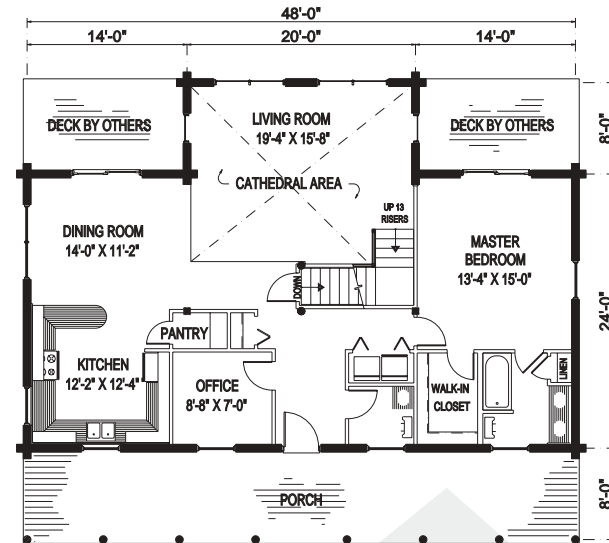 48'-0"
14'-0" 20'-0" 14'-0"
DECK BY OTHERS
LIVING ROOM
19'-4" X 15'-8"
DECK BY OTHERS
8'-0"
CATHEDRAL AREA
UP 13
RISERS
DINING ROOM
14'-0" X 11'-2"
MASTER
BEDROOM
13'-4" X 15'-0"
DOWN
24'-0"
PANTRY
KITCHEN
12'-2" X 12'-4"
OFFICE
8'-8" X 7'-0"
WALK-IN
CLOSET
LINEN
PORCH
8'-0"